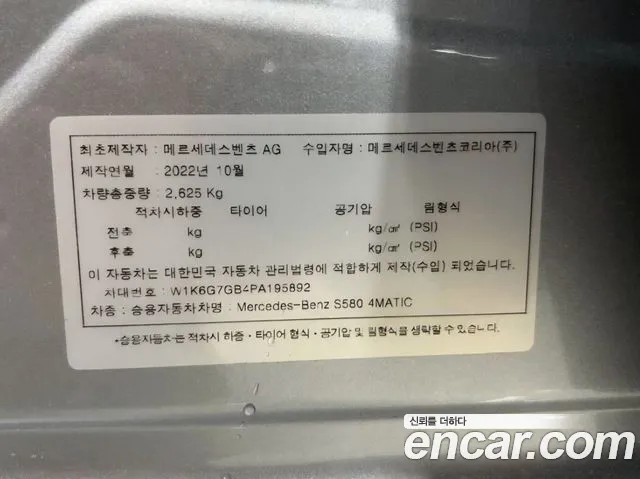 최초제작자 : 메르세데스벤츠 AG 수입자명 : 메르세데스벤츠코리아(주)
제작연월 : 2022년 10월
차량총중량 : 2,625 Kg
적차시하중 타이어 공기압 림형식
전축 kg kg/㎠ (PSI)
후축 kg kg/㎠ (PSI)
이 자동차는 대한민국 자동차 관리법령에 적합하게 제작(수입) 되었습니다.
차대번호 : W1K6G7GB4PA195892
차종 : 승용자동차차명 : Mercedes-Benz S580 4MATIC
*승용자동차는 적차시 하중·타이어 형식·공기압 및 림형식을 생략할 수 있습니다.
신뢰를 더하다
encar.com